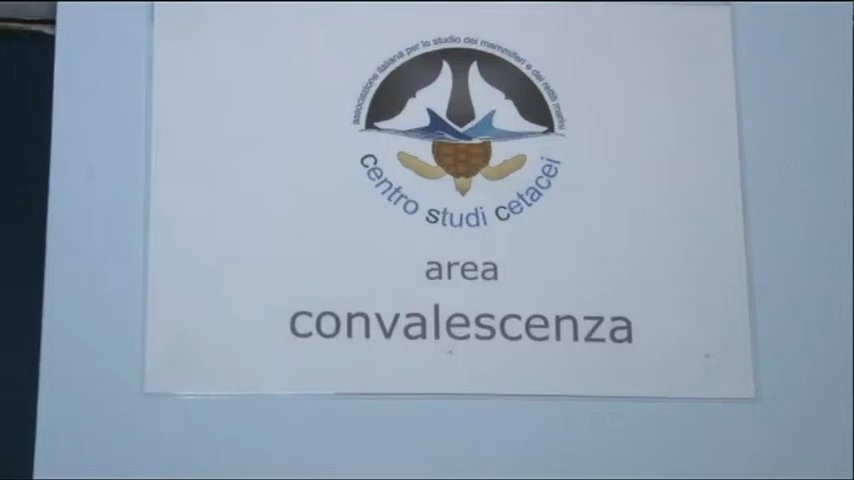 associazione italiana per lo studio dei mammiferi e dei rettili marini
centro studi cetacei
area
convalescenza